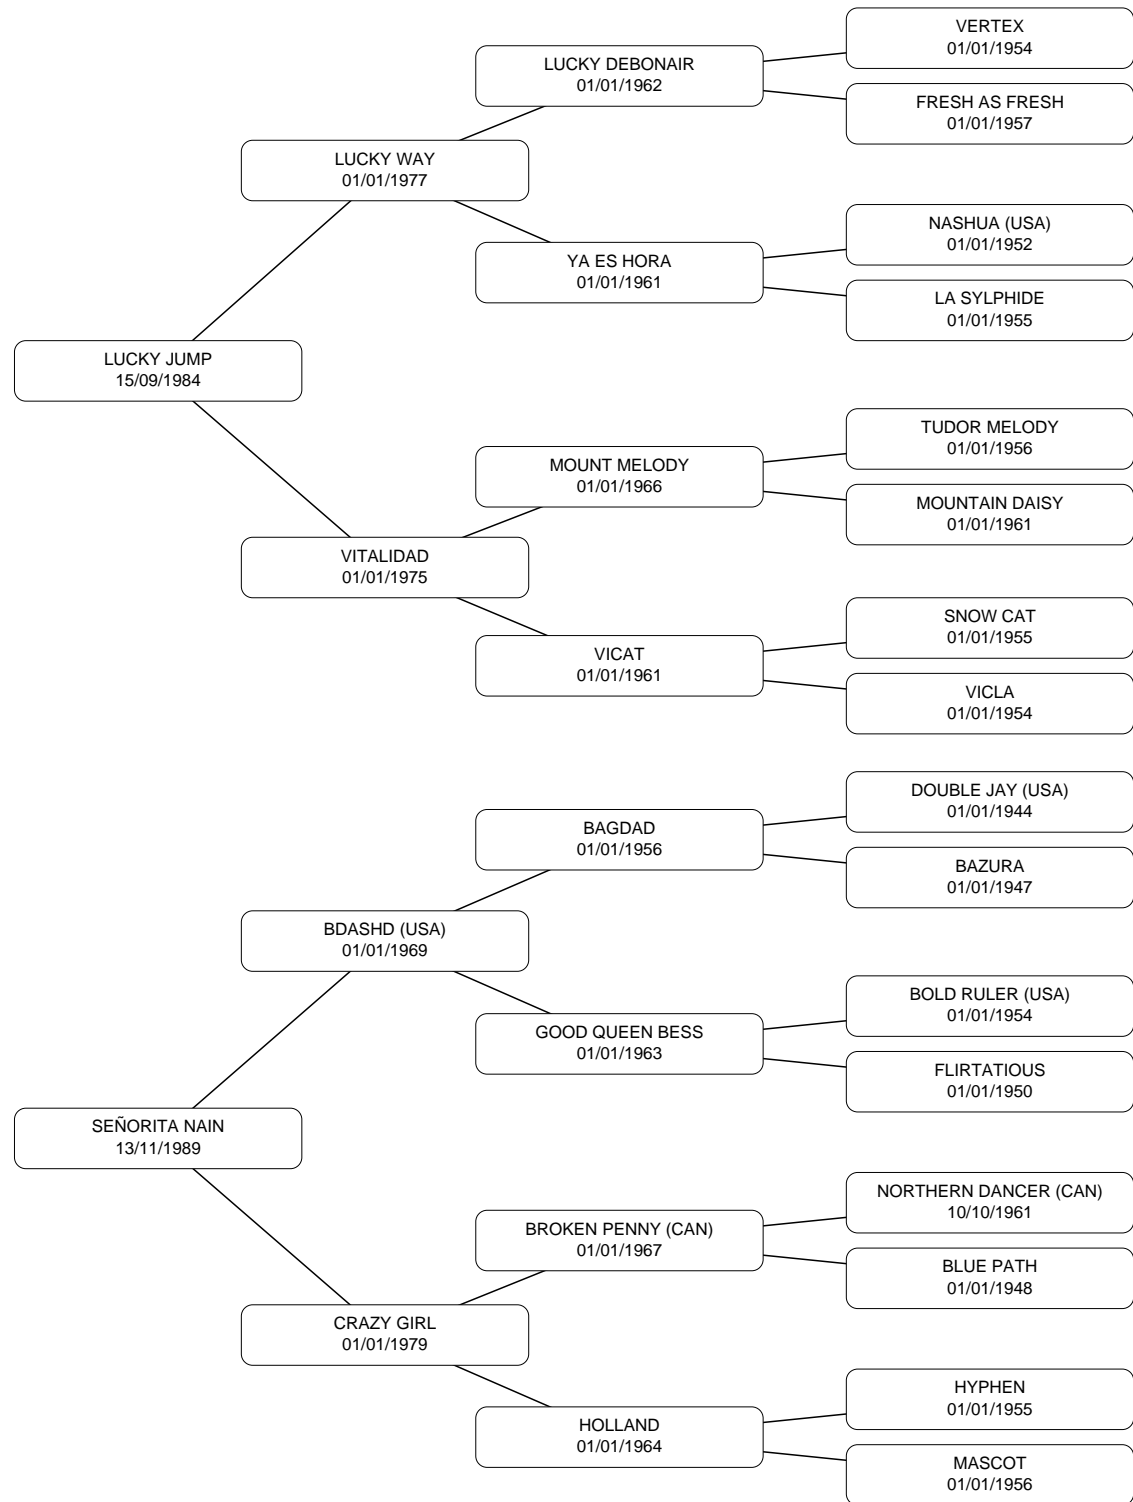 VERTEX
01/01/1954
LUCKY DEBONAIR
01/01/1962
FRESH AS FRESH
01/01/1957
LUCKY WAY
01/01/1977
NASHUA (USA)
01/01/1952
YA ES HORA
01/01/1961
LA SYLPHIDE
01/01/1955
LUCKY JUMP
15/09/1984
TUDOR MELODY
01/01/1956
MOUNT MELODY
01/01/1966
MOUNTAIN DAISY
01/01/1961
VITALIDAD
01/01/1975
SNOW CAT
01/01/1955
VICAT
01/01/1961
VICLA
01/01/1954
DOUBLE JAY (USA)
01/01/1944
BAGDAD
01/01/1956
BAZURA
01/01/1947
BDASHD (USA)
01/01/1969
BOLD RULER (USA)
01/01/1954
GOOD QUEEN BESS
01/01/1963
FLIRTATIOUS
01/01/1950
SEÑORITA NAIN
13/11/1989
NORTHERN DANCER (CAN)
10/10/1961
BROKEN PENNY (CAN)
01/01/1967
BLUE PATH
01/01/1948
CRAZY GIRL
01/01/1979
HYPHEN
01/01/1955
HOLLAND
01/01/1964
MASCOT
01/01/1956